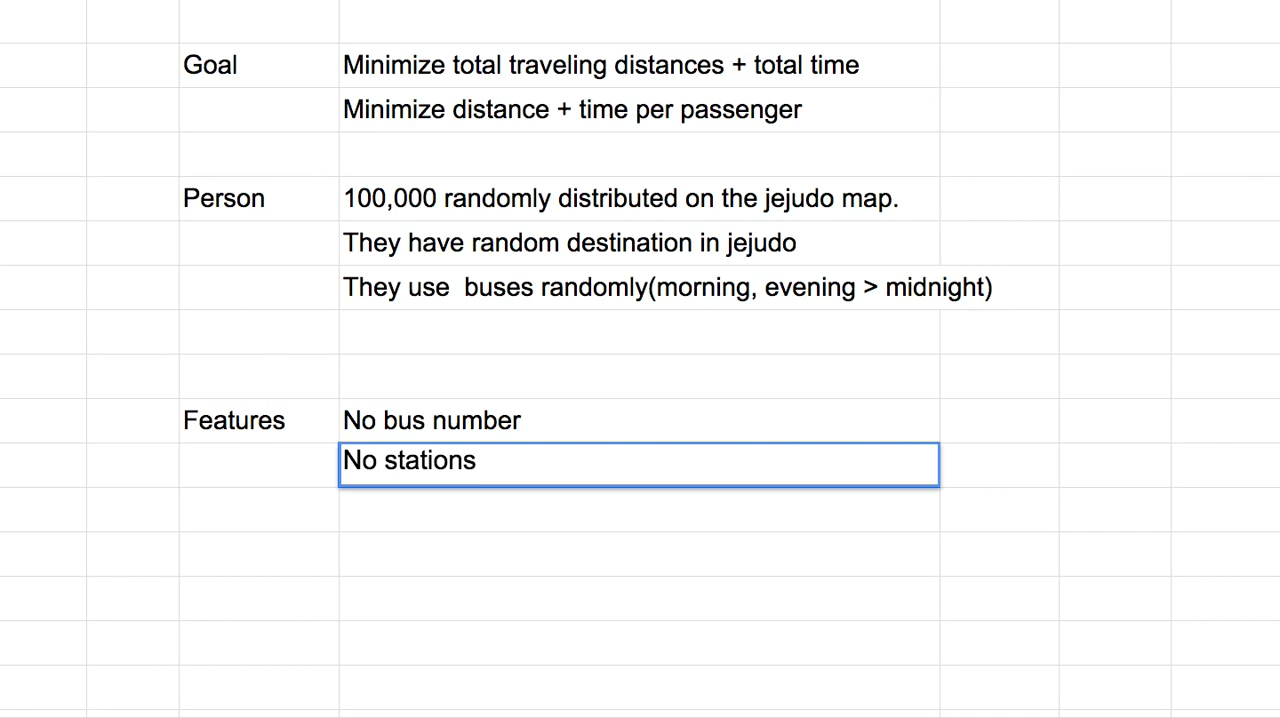 Goal Minimize total traveling distances + total time
Minimize distance + time per passenger
Person 100,000 randomly distributed on the jejudo map.
They have random destination in jejudo
They use  buses randomly(morning, evening > midnight)
Features No bus number
No stations